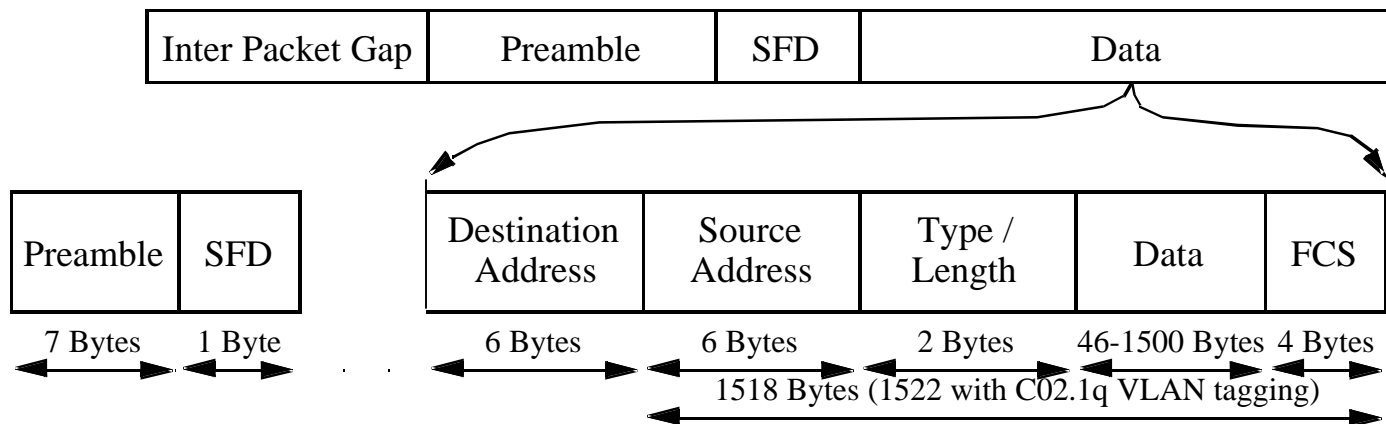 Inter Packet Gap Preamble SFD Data
Preamble SFD Destination Address Source Address Type / Length Data FCS
7 Bytes 1 Byte 6 Bytes 6 Bytes 2 Bytes 46-1500 Bytes 4 Bytes
1518 Bytes (1522 with C02.1q VLAN tagging)